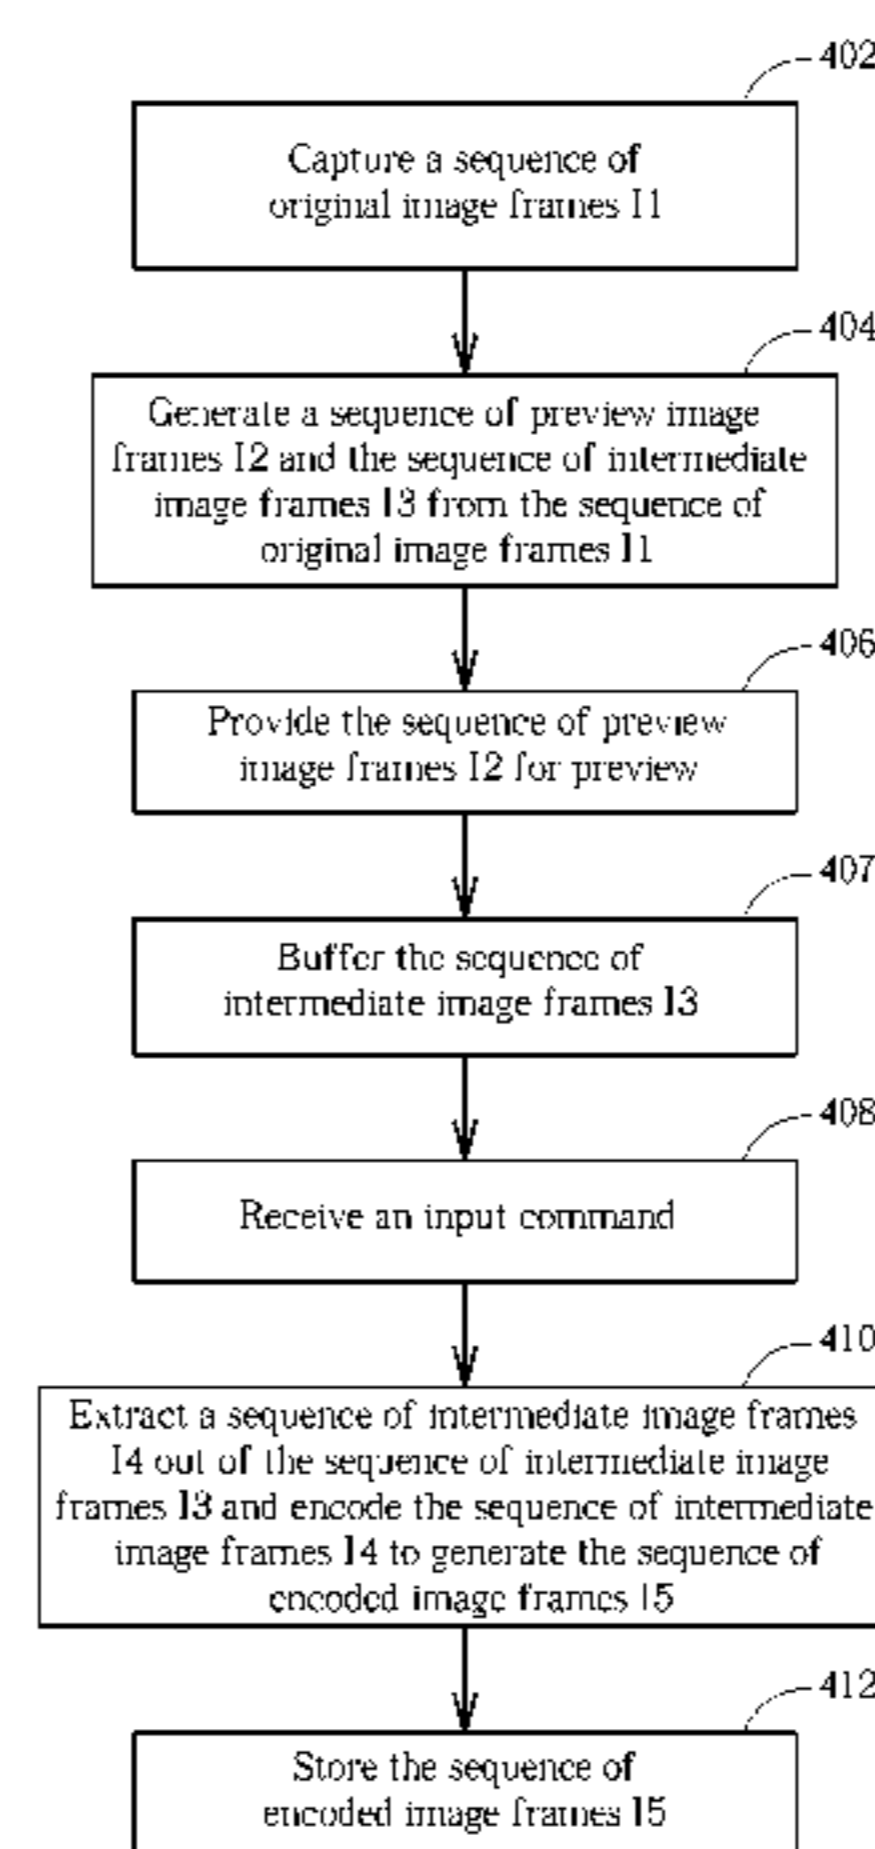 402
Capture a sequence of
original image frames I1
404
Generate a sequence of preview image
frames I2 and the sequence of intermediate
image frames I3 from the sequence of
original image frames I1
406
Provide the sequence of preview
image frames I2 for preview
407
Buffer the sequence of
intermediate image frames I3
408
Receive an input command
410
Extract a sequence of intermediate image frames
I4 out of the sequence of intermediate image
frames I3 and encode the sequence of intermediate
image frames I4 to generate the sequence of
encoded image frames I5
412
Store the sequence of
encoded image frames I5